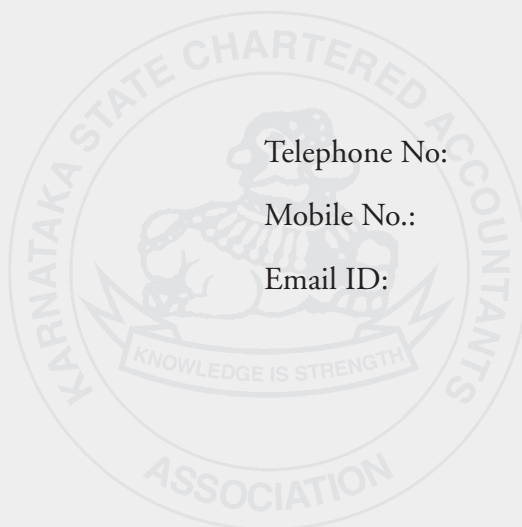 KARNATAKA STATE CHARTERED ACCOUNTANTS
ASSOCIATION
KNOWLEDGE IS STRENGTH
Telephone No:
Mobile No.:
Email ID: